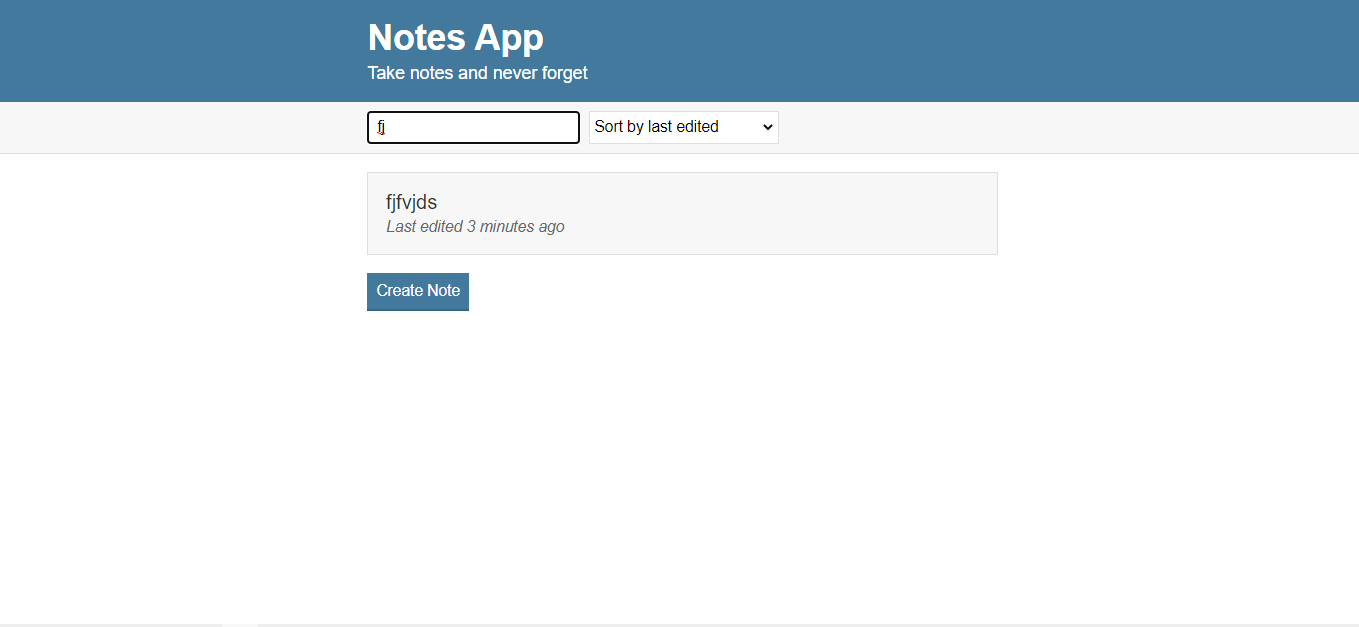 Notes App
Take notes and never forget
fj
Sort by last edited
fjfvjds
Last edited 3 minutes ago
Create Note